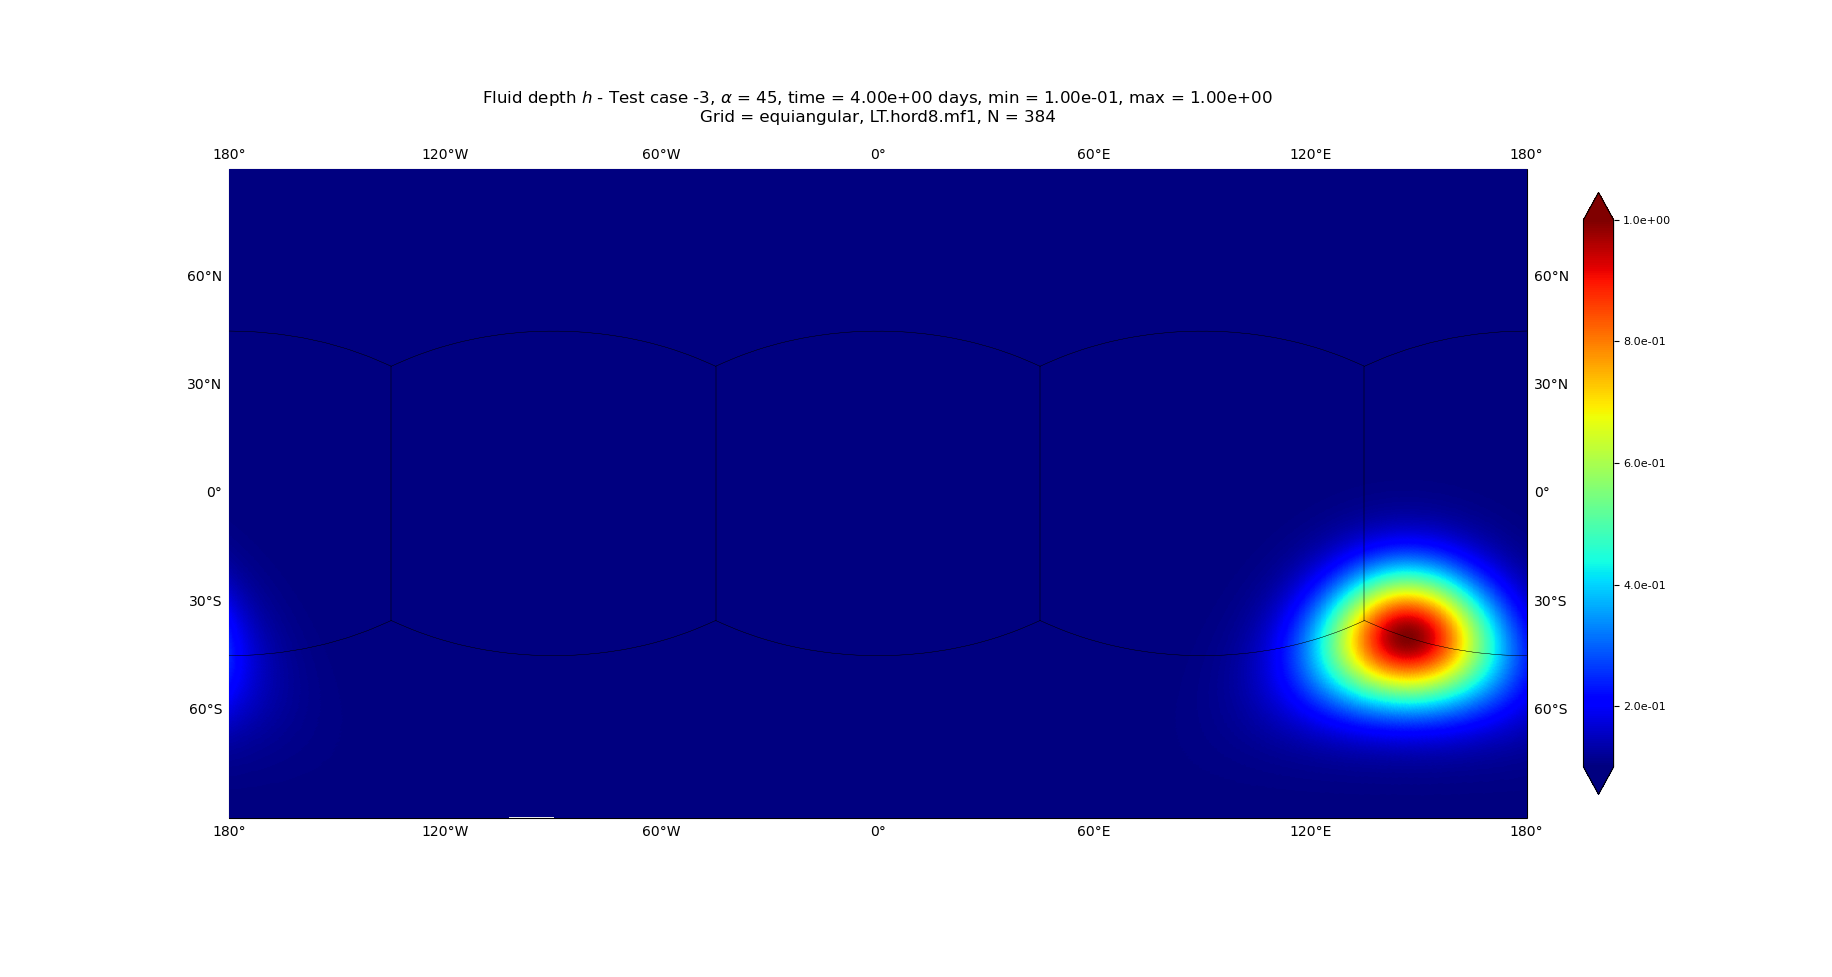 Fluid depth h - Test case -3, α = 45, time = 4.00e+00 days, min = 1.00e-01, max = 1.00e+00
Grid = equiangular, LT.hord8.mf1, N = 384
180° 120°W 60°W 0° 60°E 120°E 180°
1.0e+00
60°N 60°N
8.0e-01
30°N 30°N
6.0e-01
0° 0°
4.0e-01
30°S 30°S
2.0e-01
60°S 60°S
180° 120°W 60°W 0° 60°E 120°E 180°